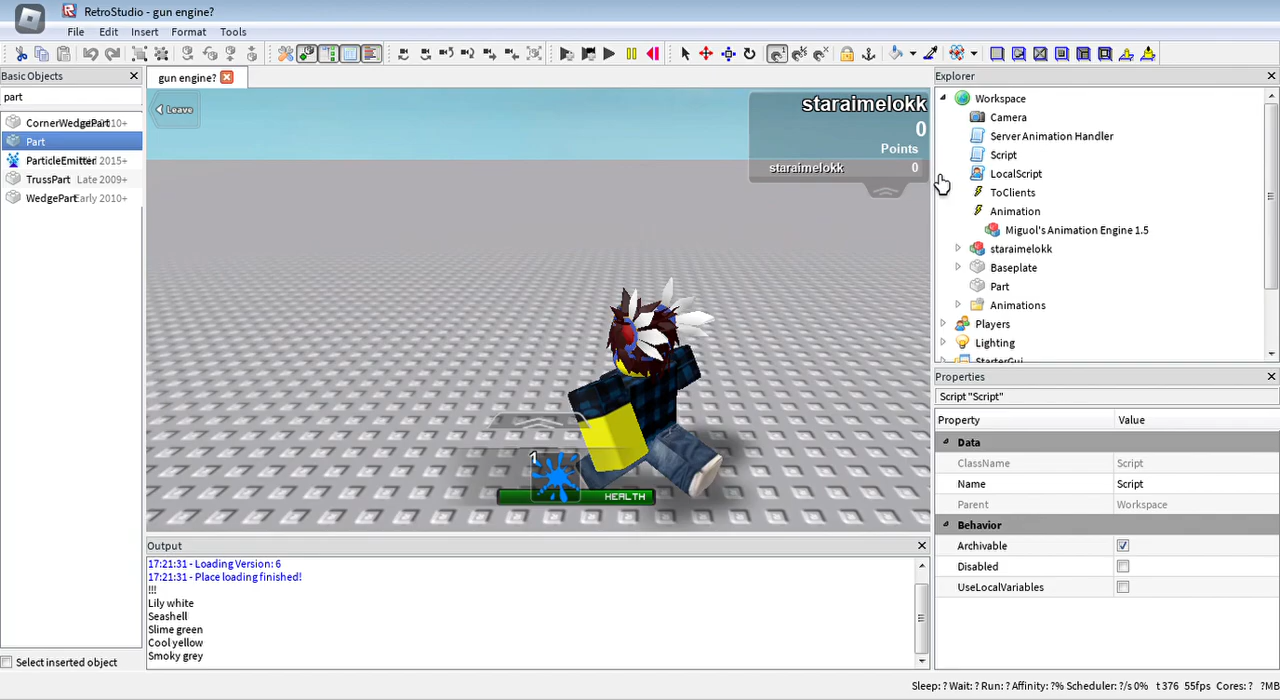 RetroStudio - gun engine?
File Edit Insert Format Tools
Basic Objects
part
CornerWedgePart 2010+
Part
ParticleEmitter 2015+
TrussPart Late 2009+
WedgePart Early 2010+
Select inserted object
gun engine?
Leave
staraimelokk
0
Points
staraimelokk 0
1
HEALTH
Output
17:21:31 - Loading Version: 6
17:21:31 - Place loading finished!
!!!
Lily white
Seashell
Slime green
Cool yellow
Smoky grey
Explorer
Workspace
Camera
Server Animation Handler
Script
LocalScript
ToClients
Animation
Miguol's Animation Engine 1.5
staraimelokk
Baseplate
Part
Animations
Players
Lighting
StarterGui
Properties
Script "Script"
Property Value
Data
ClassName Script
Name Script
Parent Workspace
Behavior
Archivable
Disabled
UseLocalVariables
Sleep: ? Wait: ? Run: ? Affinity: ?% Scheduler: ?/s 0% t 376 55fps Cores: ? ?MB